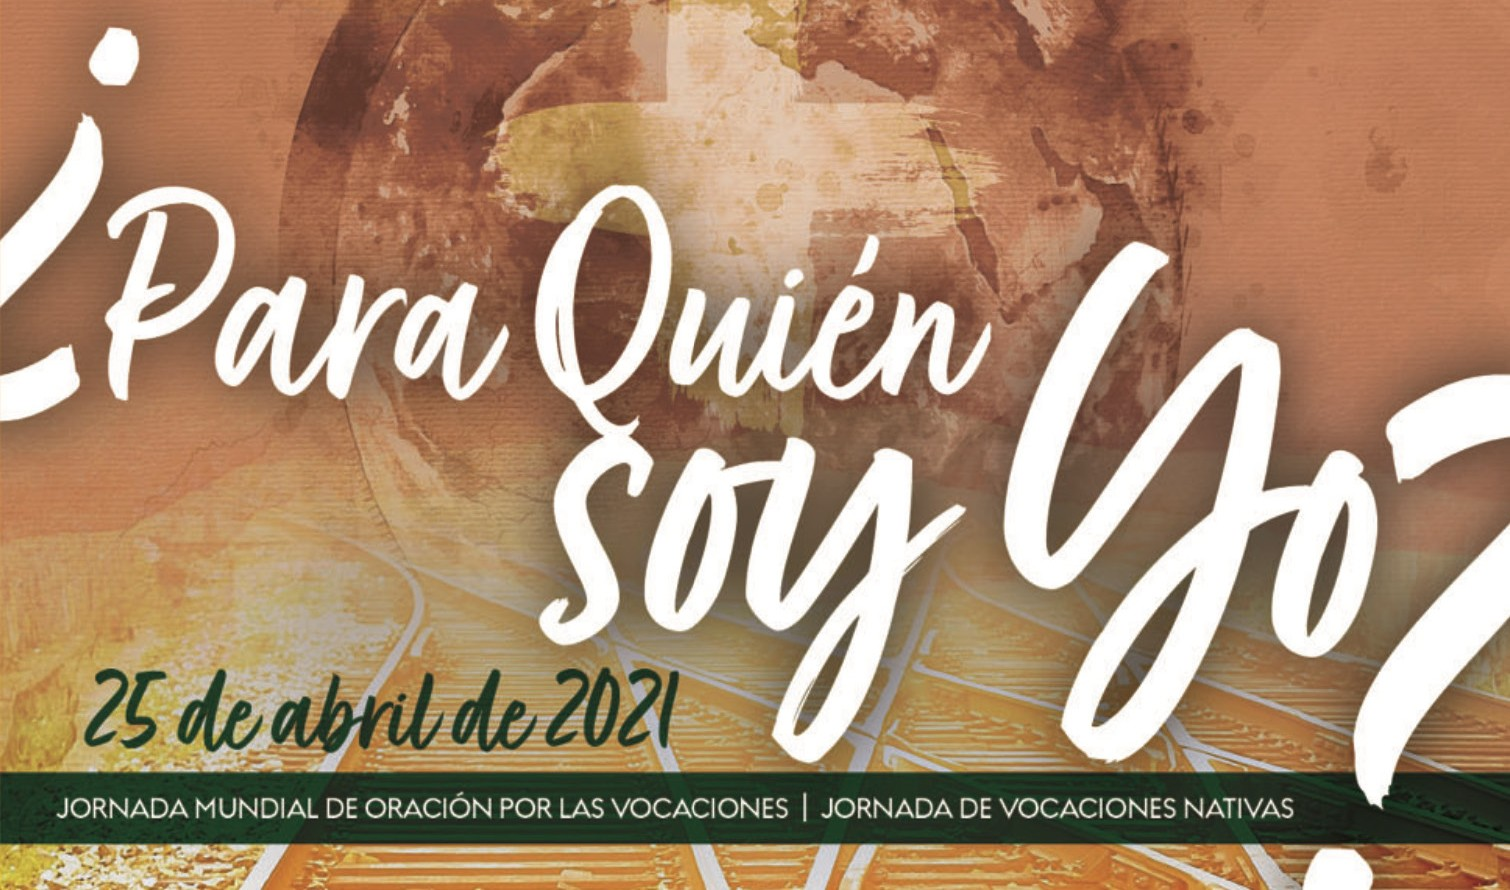 ¿Para Quién
soy Yo?
25 de abril de 2021
JORNADA MUNDIAL DE ORACIÓN POR LAS VOCACIONES | JORNADA DE VOCACIONES NATIVAS